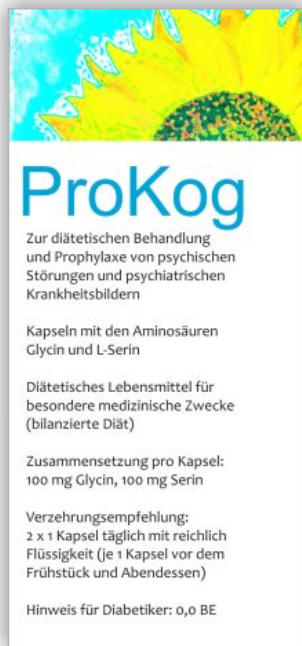 ProKog
Zur diätetischen Behandlung
und Prophylaxe von psychischen
Störungen und psychiatrischen
Krankheitsbildern
Kapseln mit den Aminosäuren
Glycin und L-Serin
Diätetisches Lebensmittel für
besondere medizinische Zwecke
(bilanzierte Diät)
Zusammensetzung pro Kapsel:
100 mg Glycin, 100 mg Serin
Verzehrungsempfehlung:
2 x 1 Kapsel täglich mit reichlich
Flüssigkeit (je 1 Kapsel vor dem
Frühstück und Abendessen)
Hinweis für Diabetiker: 0,0 BE